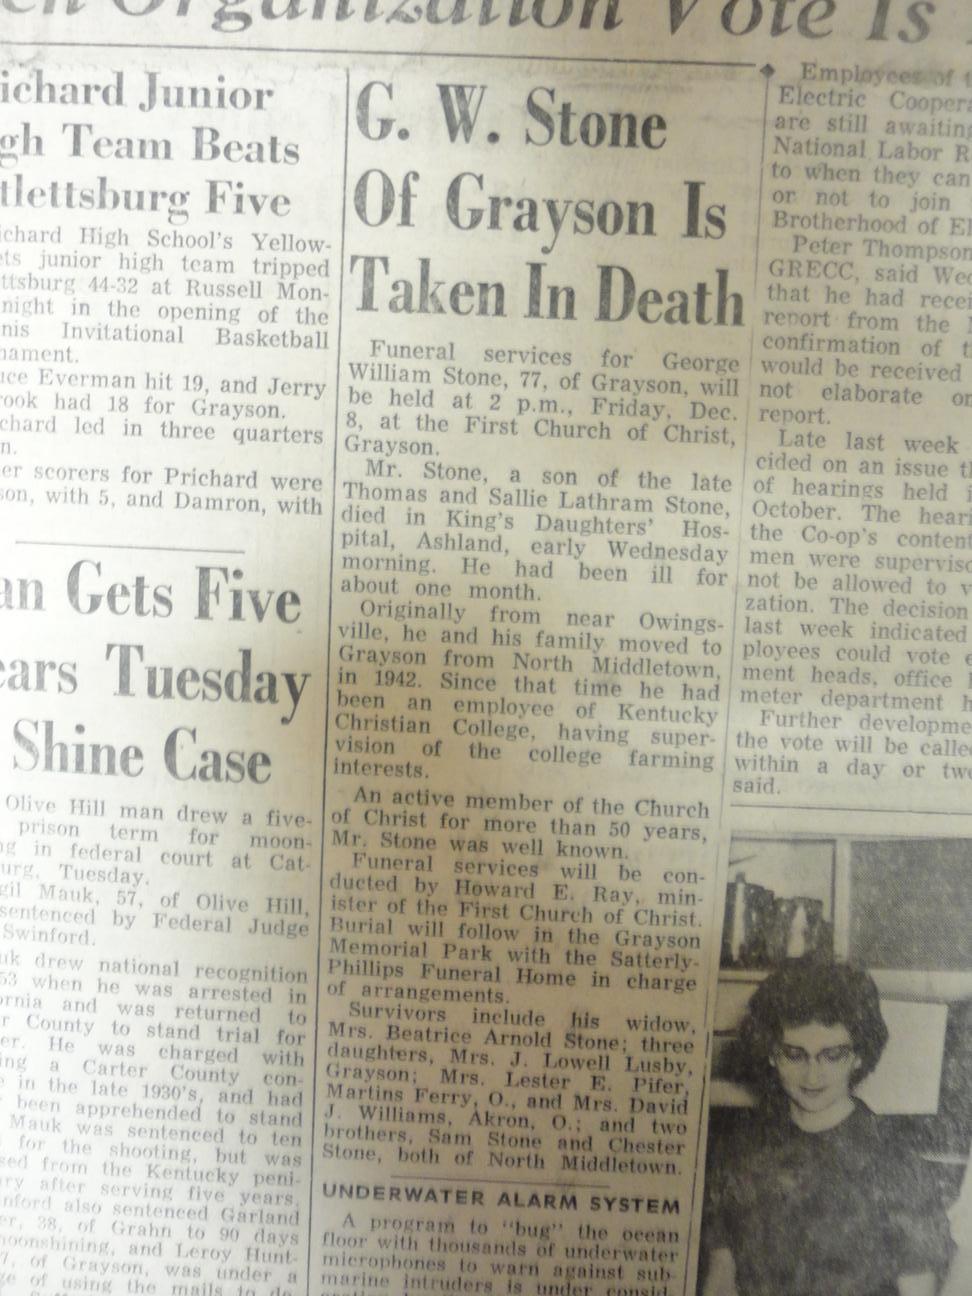 Organization Vote Is
Junior
Team Beats
Five
High School's Yellow-
junior high team tripped
44-32 at Russell Mon-
night in the opening of the
Invitational Basketball
Everman hit 19, and Jerry
had 18 for Grayson.
led in three quarters
scorers for Prichard were
with 5, and Damron, with
Gets Five
Tuesday
Shine Case
Olive Hill man drew a five-
prison term for moon-
in federal court at Cat-
Tuesday.
Mauk, 57, of Olive Hill,
sentenced by Federal Judge
Swinford.
drew national recognition
53 when he was arrested in
and was returned to
County to stand trial for
He was charged with
a Carter County con-
in the late 1930's, and had
been apprehended to stand
Mauk was sentenced to ten
for the shooting, but was
from the Kentucky peni-
after serving five years.
also sentenced Garland
38, of Grahn to 90 days
moonshining, and Leroy Hunt-
of Grayson, was under a
of using the mails to de-
G. W. Stone
Of Grayson Is
Taken In Death
Funeral services for George
William Stone, 77, of Grayson, will
be held at 2 p.m., Friday, Dec.
8, at the First Church of Christ,
Grayson.
Mr. Stone, a son of the late
Thomas and Sallie Lathram Stone,
died in King's Daughters' Hos-
pital, Ashland, early Wednesday
morning. He had been ill for
about one month.
Originally from near Owings-
ville, he and his family moved to
Grayson from North Middletown,
in 1942. Since that time he had
been an employee of Kentucky
Christian College, having super-
vision of the college farming
interests.
An active member of the Church
of Christ for more than 50 years,
Mr. Stone was well known.
Funeral services will be con-
ducted by Howard E. Ray, min-
ister of the First Church of Christ.
Burial will follow in the Grayson
Memorial Park with the Satterly-
Phillips Funeral Home in charge
of arrangements.
Survivors include his widow,
Mrs. Beatrice Arnold Stone; three
daughters, Mrs. J. Lowell Lusby,
Grayson; Mrs. Lester E. Pifer,
Martins Ferry, O., and Mrs. David
J. Williams, Akron, O.; and two
brothers, Sam Stone and Chester
Stone, both of North Middletown.
UNDERWATER ALARM SYSTEM
A program to "bug" the ocean
floor with thousands of underwater
microphones to warn against sub-
marine intruders is under consid-
Employees of
Electric Coopera
are still awaiting
National Labor R
to when they can
or not to join
Brotherhood of El
Peter Thompson
GRECC, said Wed
that he had recei
report from the
confirmation of t
would be received
not elaborate on
report.
Late last week
cided on an issue th
of hearings held i
October. The heari
the Co-op's content
men were superviso
not be allowed to v
zation. The decision
last week indicated
ployees could vote e
ment heads, office
meter department h
Further developme
the vote will be calle
within a day or two
said.